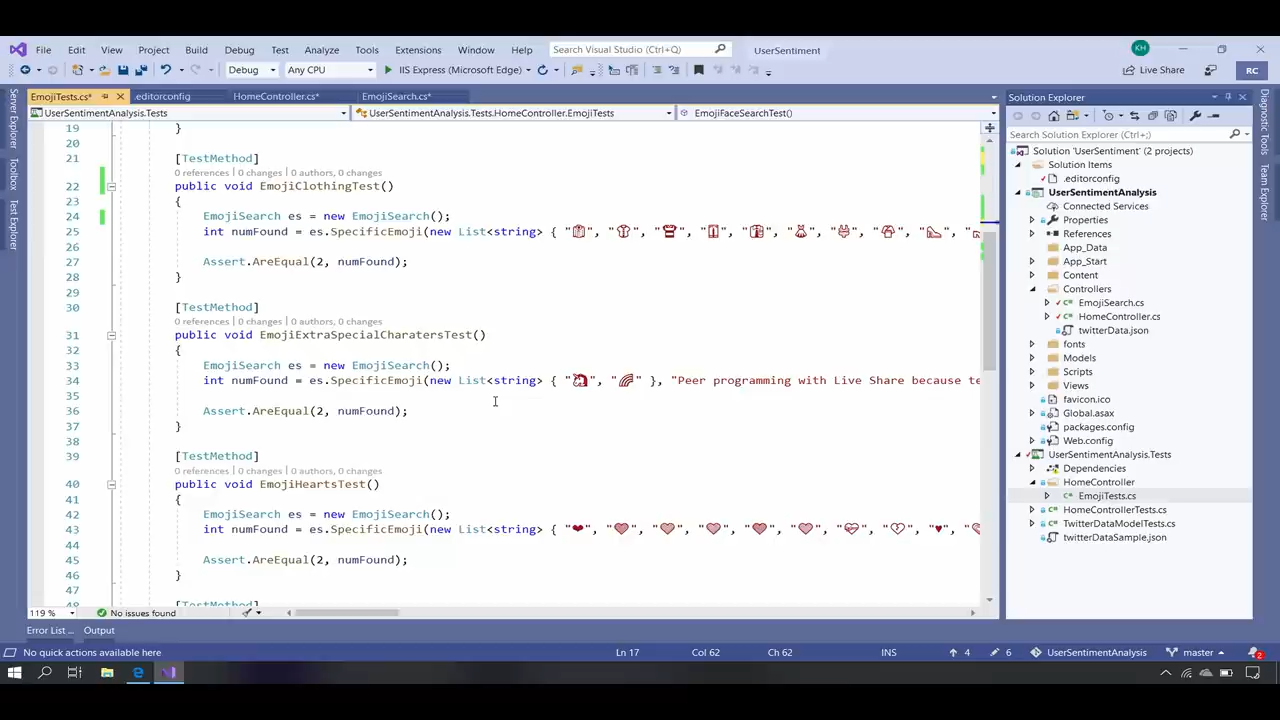 File Edit View Project Build Debug Test Analyze Tools Extensions Window Help Search Visual Studio (Ctrl+Q) UserSentiment KH
Debug Any CPU IIS Express (Microsoft Edge) Live Share RC
EmojiTests.cs* .editorconfig HomeController.cs* EmojiSearch.cs*
UserSentimentAnalysis.Tests UserSentimentAnalysis.Tests.HomeController.EmojiTests EmojiFaceSearchTest()
Server Explorer
Toolbox
Test Explorer
19 }
20
21 [TestMethod]
0 references | 0 changes | 0 authors, 0 changes
22 public void EmojiClothingTest()
23 {
24 EmojiSearch es = new EmojiSearch();
25 int numFound = es.SpecificEmoji(new List<string> { "
26
27 Assert.AreEqual(2, numFound);
28 }
29
30 [TestMethod]
0 references | 0 changes | 0 authors, 0 changes
31 public void EmojiExtraSpecialCharatersTest()
32 {
33 EmojiSearch es = new EmojiSearch();
34 int numFound = es.SpecificEmoji(new List<string> { "🦄", "🌈" }, "Peer programming with Live Share because te
35
36 Assert.AreEqual(2, numFound);
37 }
38
39 [TestMethod]
0 references | 0 changes | 0 authors, 0 changes
40 public void EmojiHeartsTest()
41 {
42 EmojiSearch es = new EmojiSearch();
43 int numFound = es.SpecificEmoji(new List<string> { "
44
45 Assert.AreEqual(2, numFound);
46 }
47
48 [TestMethod]
119 % No issues found
Solution Explorer
Search Solution Explorer (Ctrl+;)
Solution 'UserSentiment' (2 projects)
Solution Items
.editorconfig
UserSentimentAnalysis
Connected Services
Properties
References
App_Data
App_Start
Content
Controllers
EmojiSearch.cs
HomeController.cs
twitterData.json
fonts
Models
Scripts
Views
favicon.ico
Global.asax
packages.config
Web.config
UserSentimentAnalysis.Tests
Dependencies
HomeController
EmojiTests.cs
HomeControllerTests.cs
TwitterDataModelTests.cs
twitterDataSample.json
Diagnostic Tools
Team Explorer
Error List ... Output
No quick actions available here Ln 17 Col 62 Ch 62 INS 4 6 UserSentimentAnalysis master 2